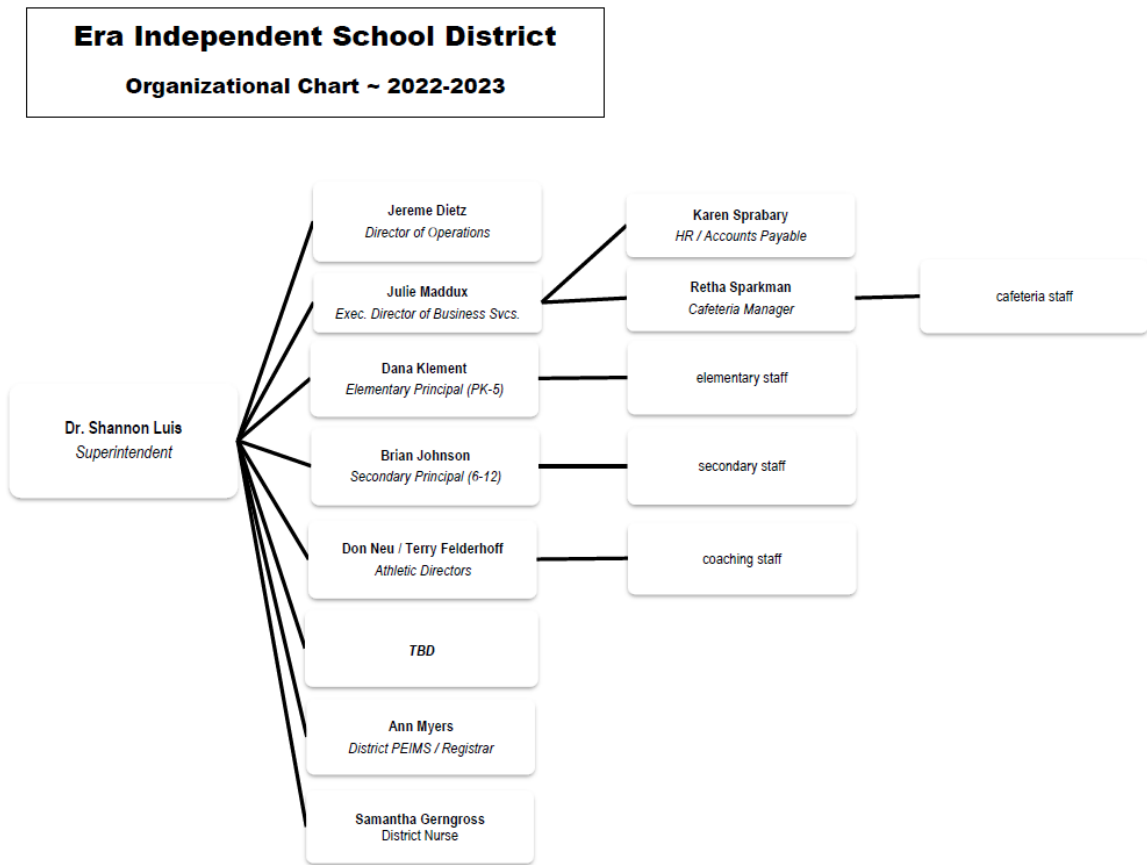 Era Independent School District
Organizational Chart ~ 2022-2023
Dr. Shannon Luis
Superintendent
Jereme Dietz
Director of Operations
Julie Maddux
Exec. Director of Business Svcs.
Karen Sprabary
HR / Accounts Payable
Retha Sparkman
Cafeteria Manager
cafeteria staff
Dana Klement
Elementary Principal (PK-5)
elementary staff
Brian Johnson
Secondary Principal (6-12)
secondary staff
Don Neu / Terry Felderhoff
Athletic Directors
coaching staff
TBD
Ann Myers
District PEIMS / Registrar
Samantha Gerngross
District Nurse